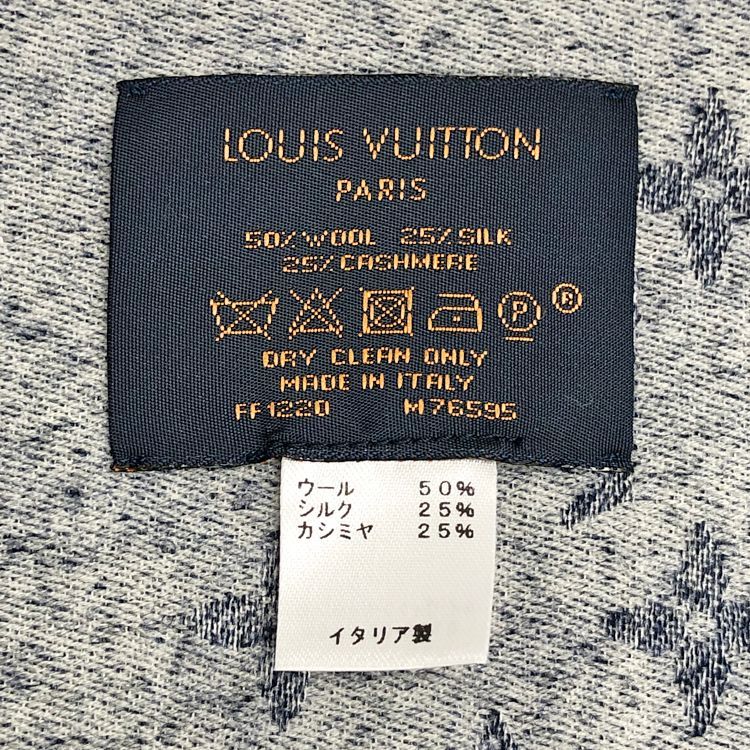 LOUIS VUITTON
PARIS
50% WOOL 25% SILK
25% CASHMERE
P ®
DRY CLEAN ONLY
MADE IN ITALY
FF1220 M76595
ウール 50%
シルク 25%
カシミヤ 25%
イタリア製